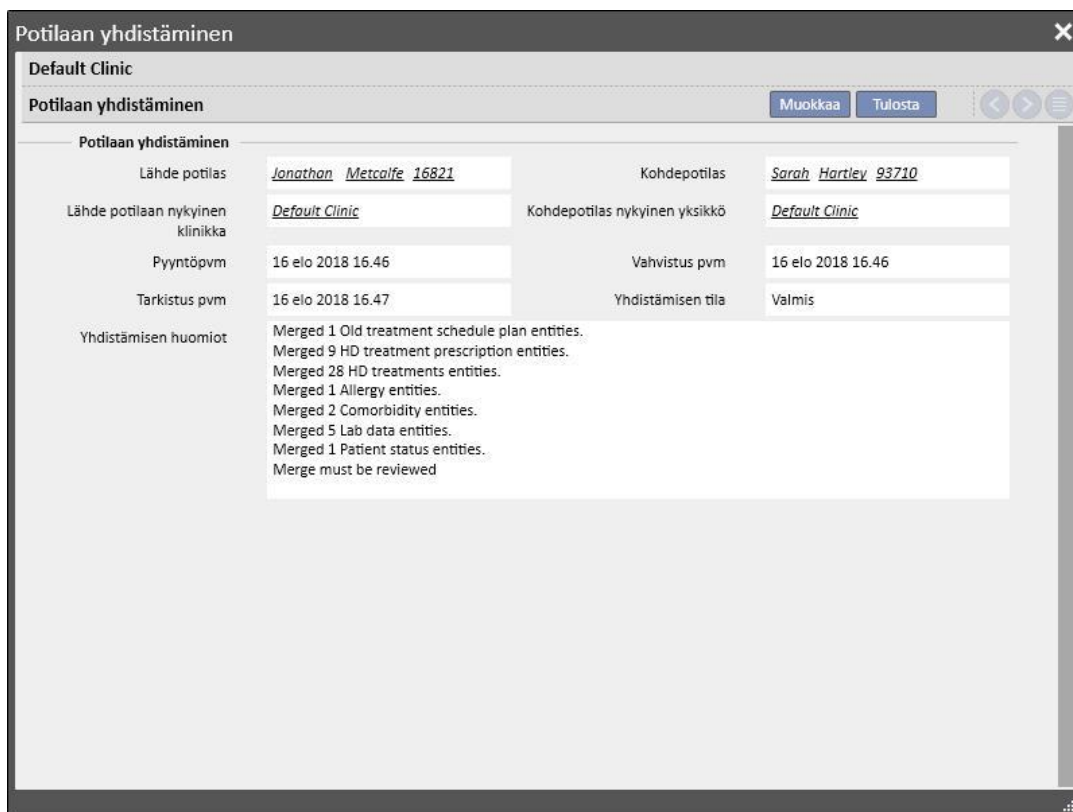 Potilaan yhdistäminen
Default Clinic
Potilaan yhdistäminen
Muokkaa Tulosta
Potilaan yhdistäminen
Lähde potilas Jonathan Metcalfe 16821 Kohdepotilas Sarah Hartley 93710
Lähde potilaan nykyinen klinikka Default Clinic Kohdepotilas nykyinen yksikkö Default Clinic
Pyyntöpvm 16 elo 2018 16.46 Vahvistus pvm 16 elo 2018 16.46
Tarkistus pvm 16 elo 2018 16.47 Yhdistämisen tila Valmis
Yhdistämisen huomiot
Merged 1 Old treatment schedule plan entities.
Merged 9 HD treatment prescription entities.
Merged 28 HD treatments entities.
Merged 1 Allergy entities.
Merged 2 Comorbidity entities.
Merged 5 Lab data entities.
Merged 1 Patient status entities.
Merge must be reviewed